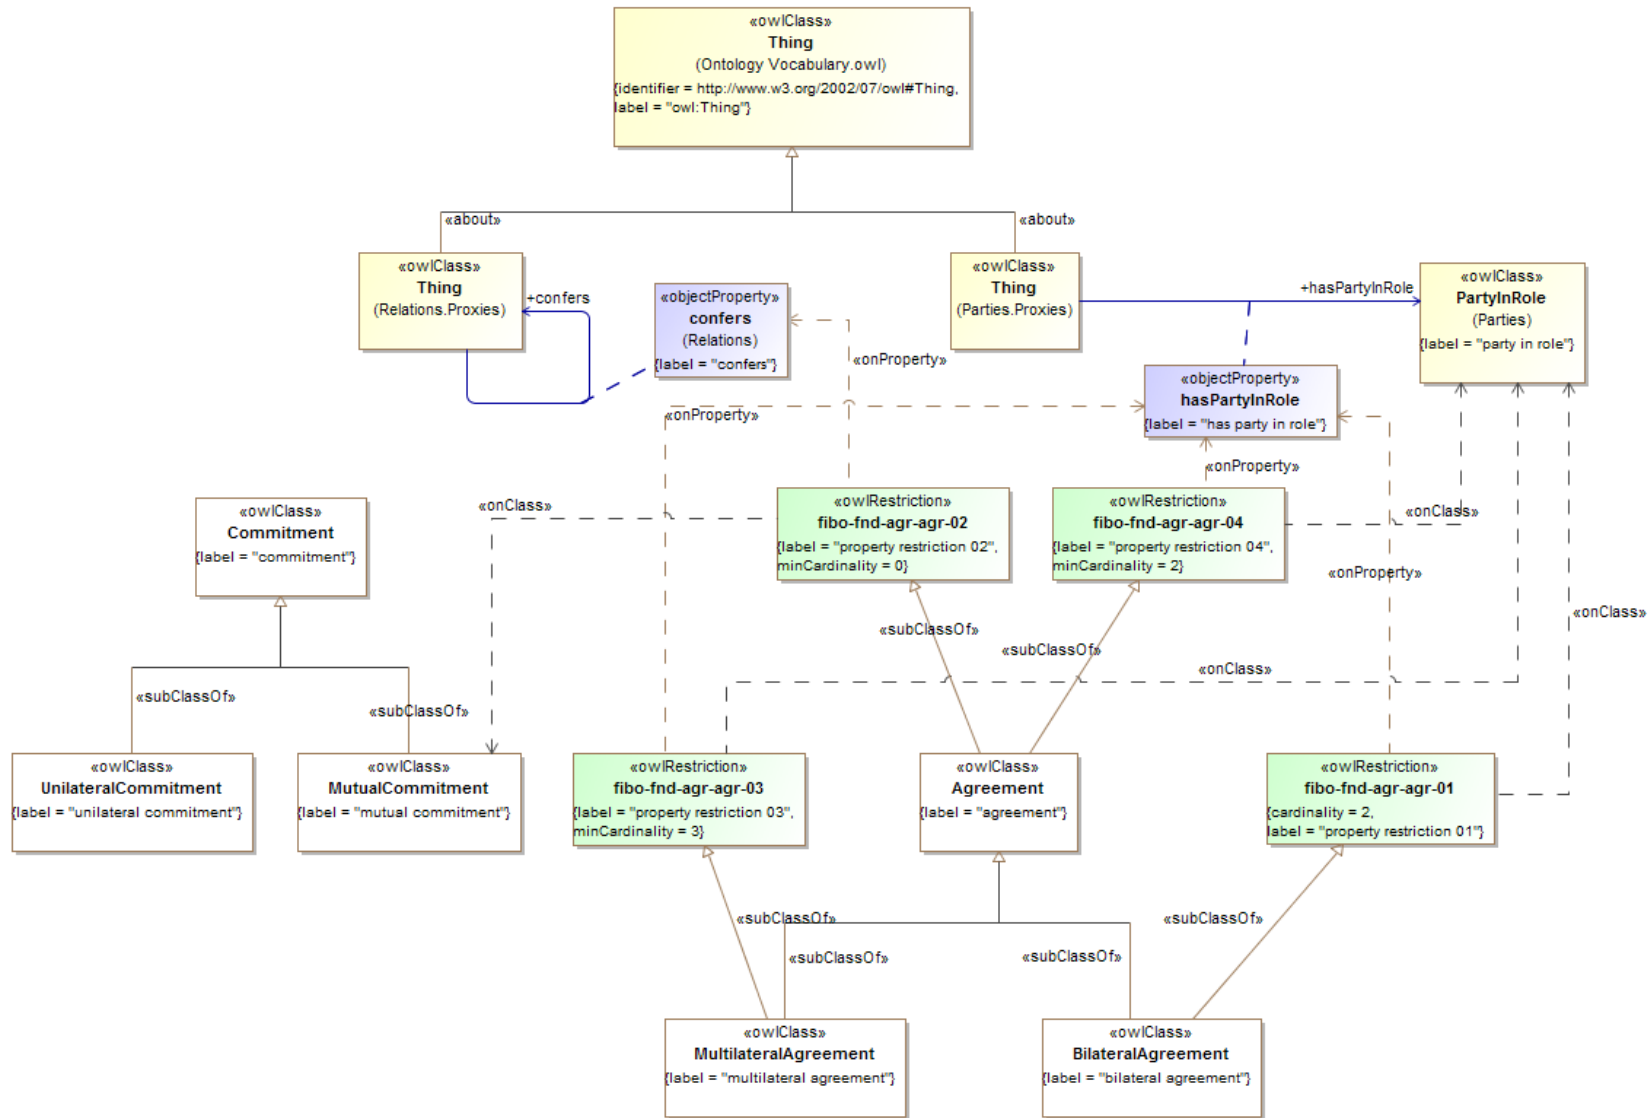 «owlClass»
Thing
(Ontology Vocabulary.owl)
{identifier = http://www.w3.org/2002/07/owl#Thing,
label = "owl:Thing"}
«about»
«about»
«owlClass»
Thing
(Relations.Proxies)
+confers
«objectProperty»
confers
(Relations)
{label = "confers"}
«owlClass»
Thing
(Parties.Proxies)
+hasPartyInRole
«owlClass»
PartyInRole
(Parties)
{label = "party in role"}
«onProperty»
«objectProperty»
hasPartyInRole
{label = "has party in role"}
«onProperty»
«onProperty»
«owlClass»
Commitment
{label = "commitment"}
«onClass»
«owlRestriction»
fibo-fnd-agr-agr-02
{label = "property restriction 02",
minCardinality = 0}
«owlRestriction»
fibo-fnd-agr-agr-04
{label = "property restriction 04",
minCardinality = 2}
«onClass»
«onProperty»
«onClass»
«subClassOf»
«subClassOf»
«onClass»
«subClassOf»
«subClassOf»
«owlClass»
UnilateralCommitment
{label = "unilateral commitment"}
«owlClass»
MutualCommitment
{label = "mutual commitment"}
«owlRestriction»
fibo-fnd-agr-agr-03
{label = "property restriction 03",
minCardinality = 3}
«owlClass»
Agreement
{label = "agreement"}
«owlRestriction»
fibo-fnd-agr-agr-01
{cardinality = 2,
label = "property restriction 01"}
«subClassOf»
«subClassOf»
«subClassOf»
«subClassOf»
«owlClass»
MultilateralAgreement
{label = "multilateral agreement"}
«owlClass»
BilateralAgreement
{label = "bilateral agreement"}